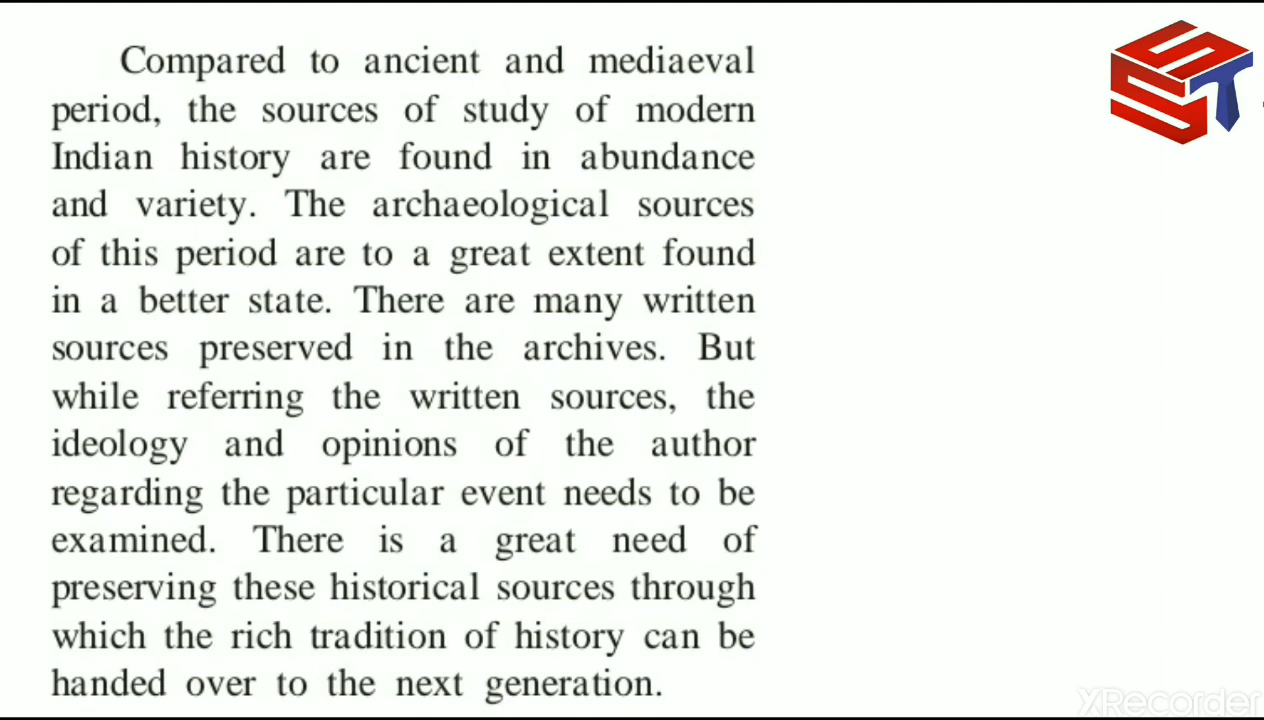 Compared to ancient and mediaeval
period, the sources of study of modern
Indian history are found in abundance
and variety. The archaeological sources
of this period are to a great extent found
in a better state. There are many written
sources preserved in the archives. But
while referring the written sources, the
ideology and opinions of the author
regarding the particular event needs to be
examined. There is a great need of
preserving these historical sources through
which the rich tradition of history can be
handed over to the next generation.
SST
XRecorder